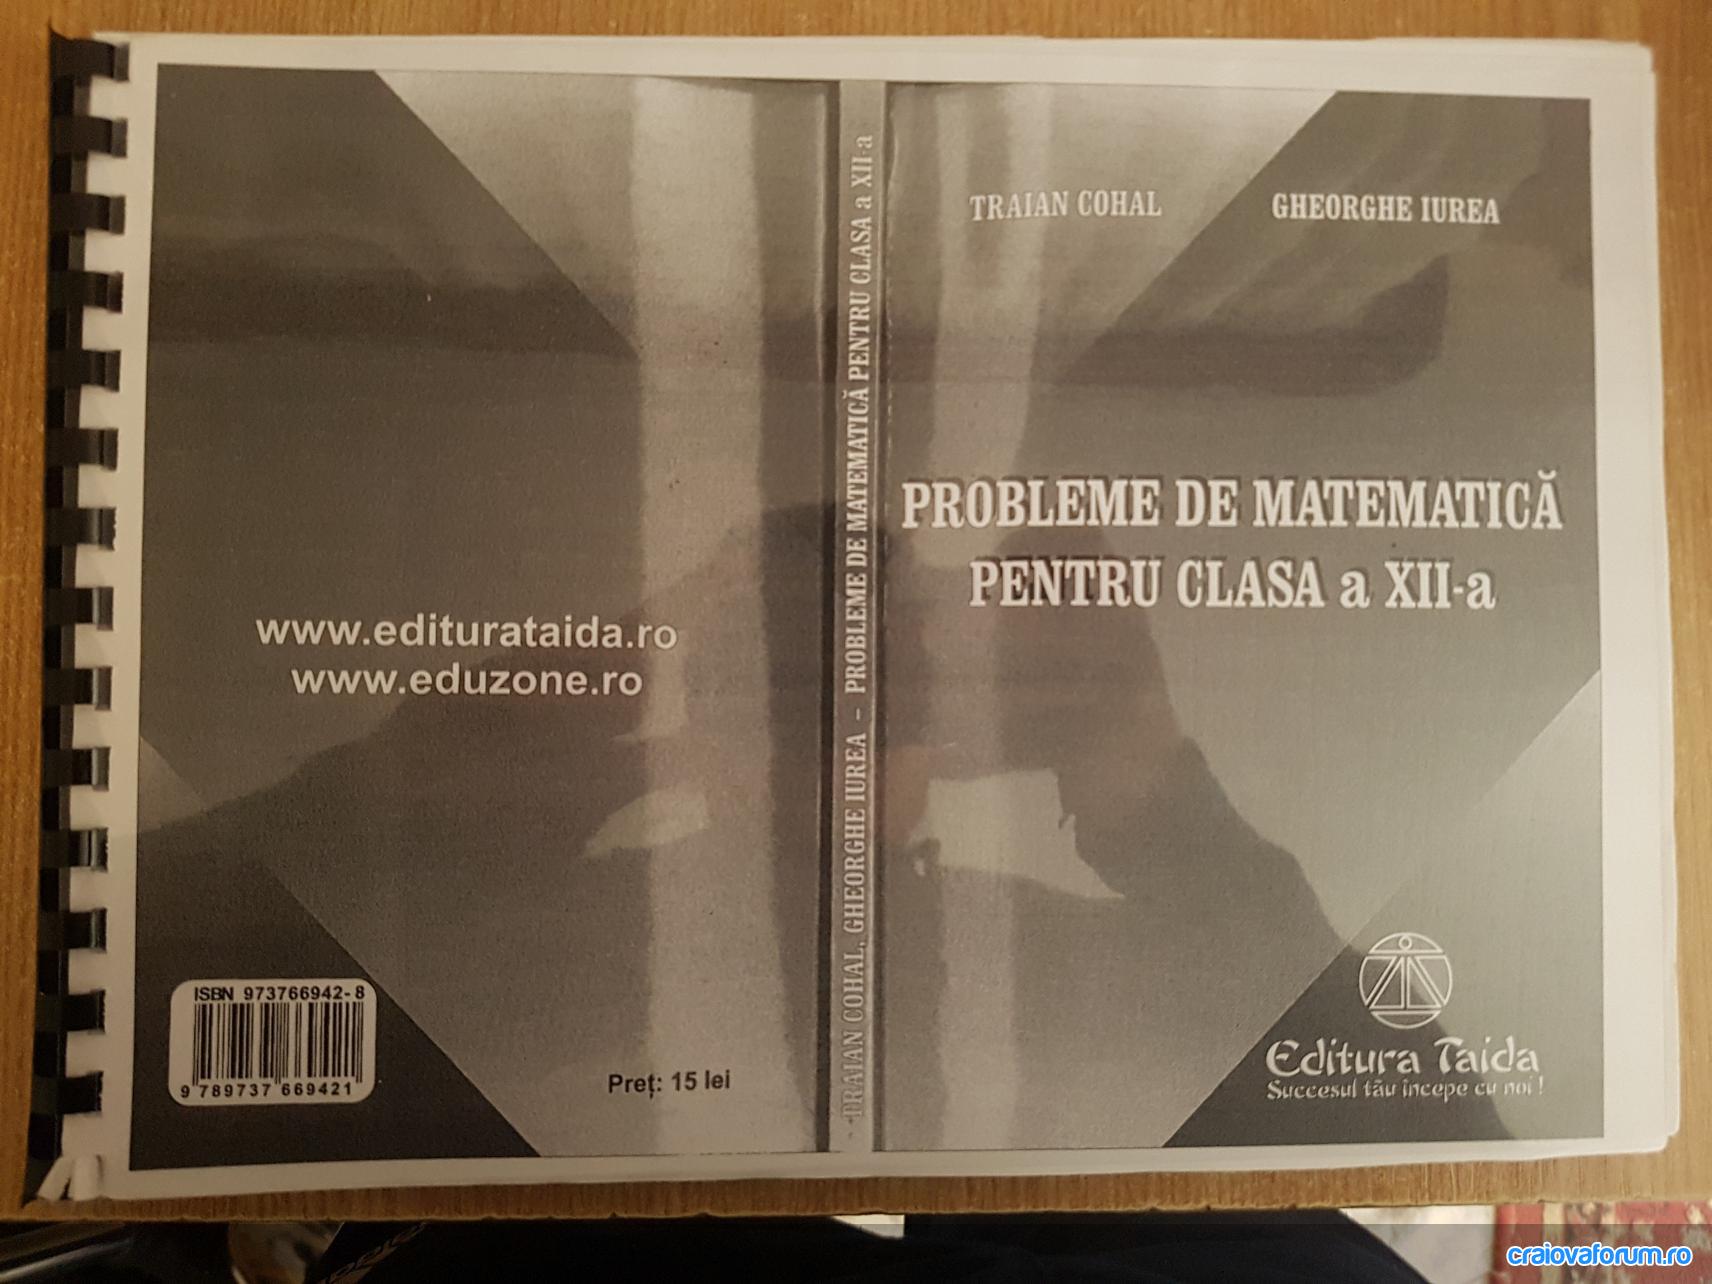 www.editurataida.ro
www.eduzone.ro
ISBN 973766942-8
9 789737 669421
Preț: 15 lei
TRAIAN COHAL, GHEORGHE IUREA – PROBLEME DE MATEMATICĂ PENTRU CLASA a XII-a
TRAIAN COHAL GHEORGHE IUREA
PROBLEME DE MATEMATICĂ
PENTRU CLASA a XII-a
Editura Taida
Succesul tău începe cu noi!
craiovaforum.ro